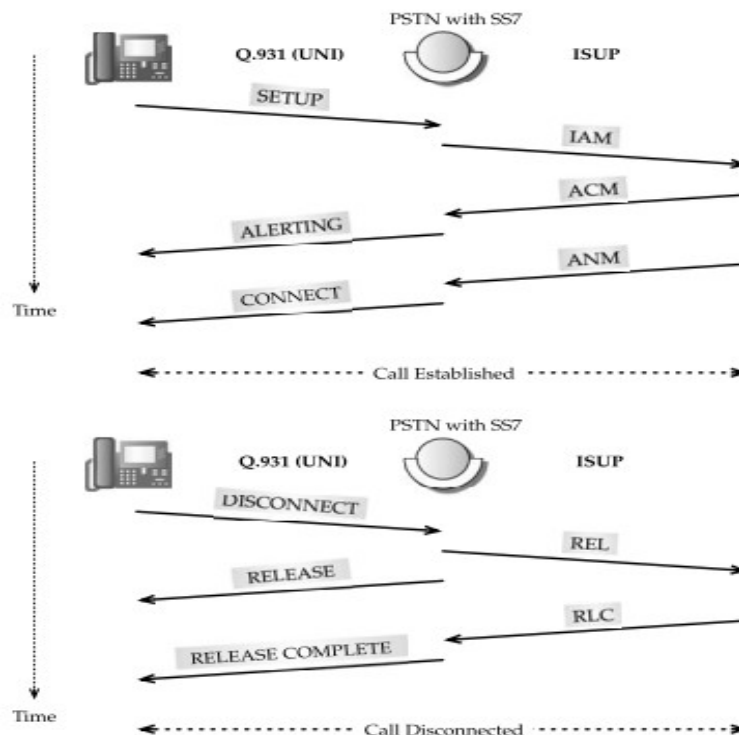 PSTN with SS7
Q.931 (UNI)
ISUP
SETUP
IAM
ACM
ALERTING
ANM
CONNECT
Time
Call Established
PSTN with SS7
Q.931 (UNI)
ISUP
DISCONNECT
REL
RELEASE
RLC
RELEASE COMPLETE
Time
Call Disconnected